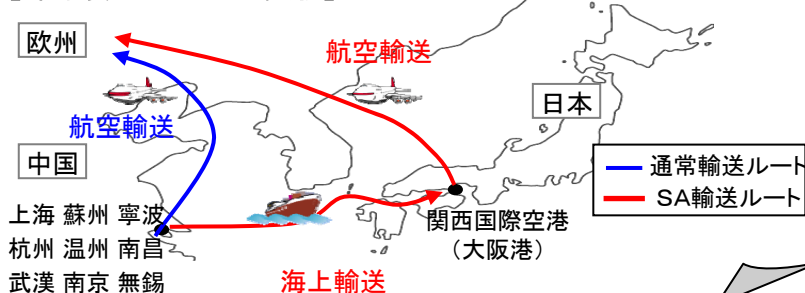 欧州
航空輸送
航空輸送
日本
中国
通常輸送ルート
SA輸送ルート
上海 蘇州 寧波
杭州 温州 南昌
武漢 南京 無錫
関西国際空港
(大阪港)
海上輸送